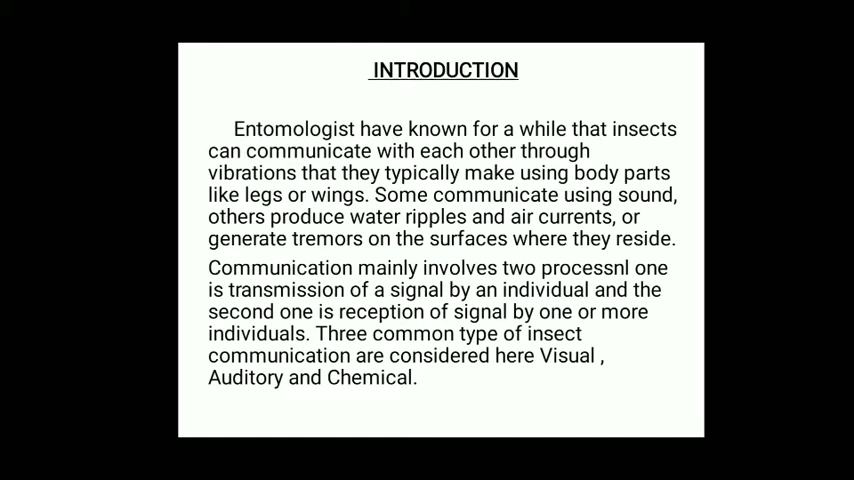 INTRODUCTION
Entomologist have known for a while that insects
can communicate with each other through
vibrations that they typically make using body parts
like legs or wings. Some communicate using sound,
others produce water ripples and air currents, or
generate tremors on the surfaces where they reside.
Communication mainly involves two processnl one
is transmission of a signal by an individual and the
second one is reception of signal by one or more
individuals. Three common type of insect
communication are considered here Visual ,
Auditory and Chemical.